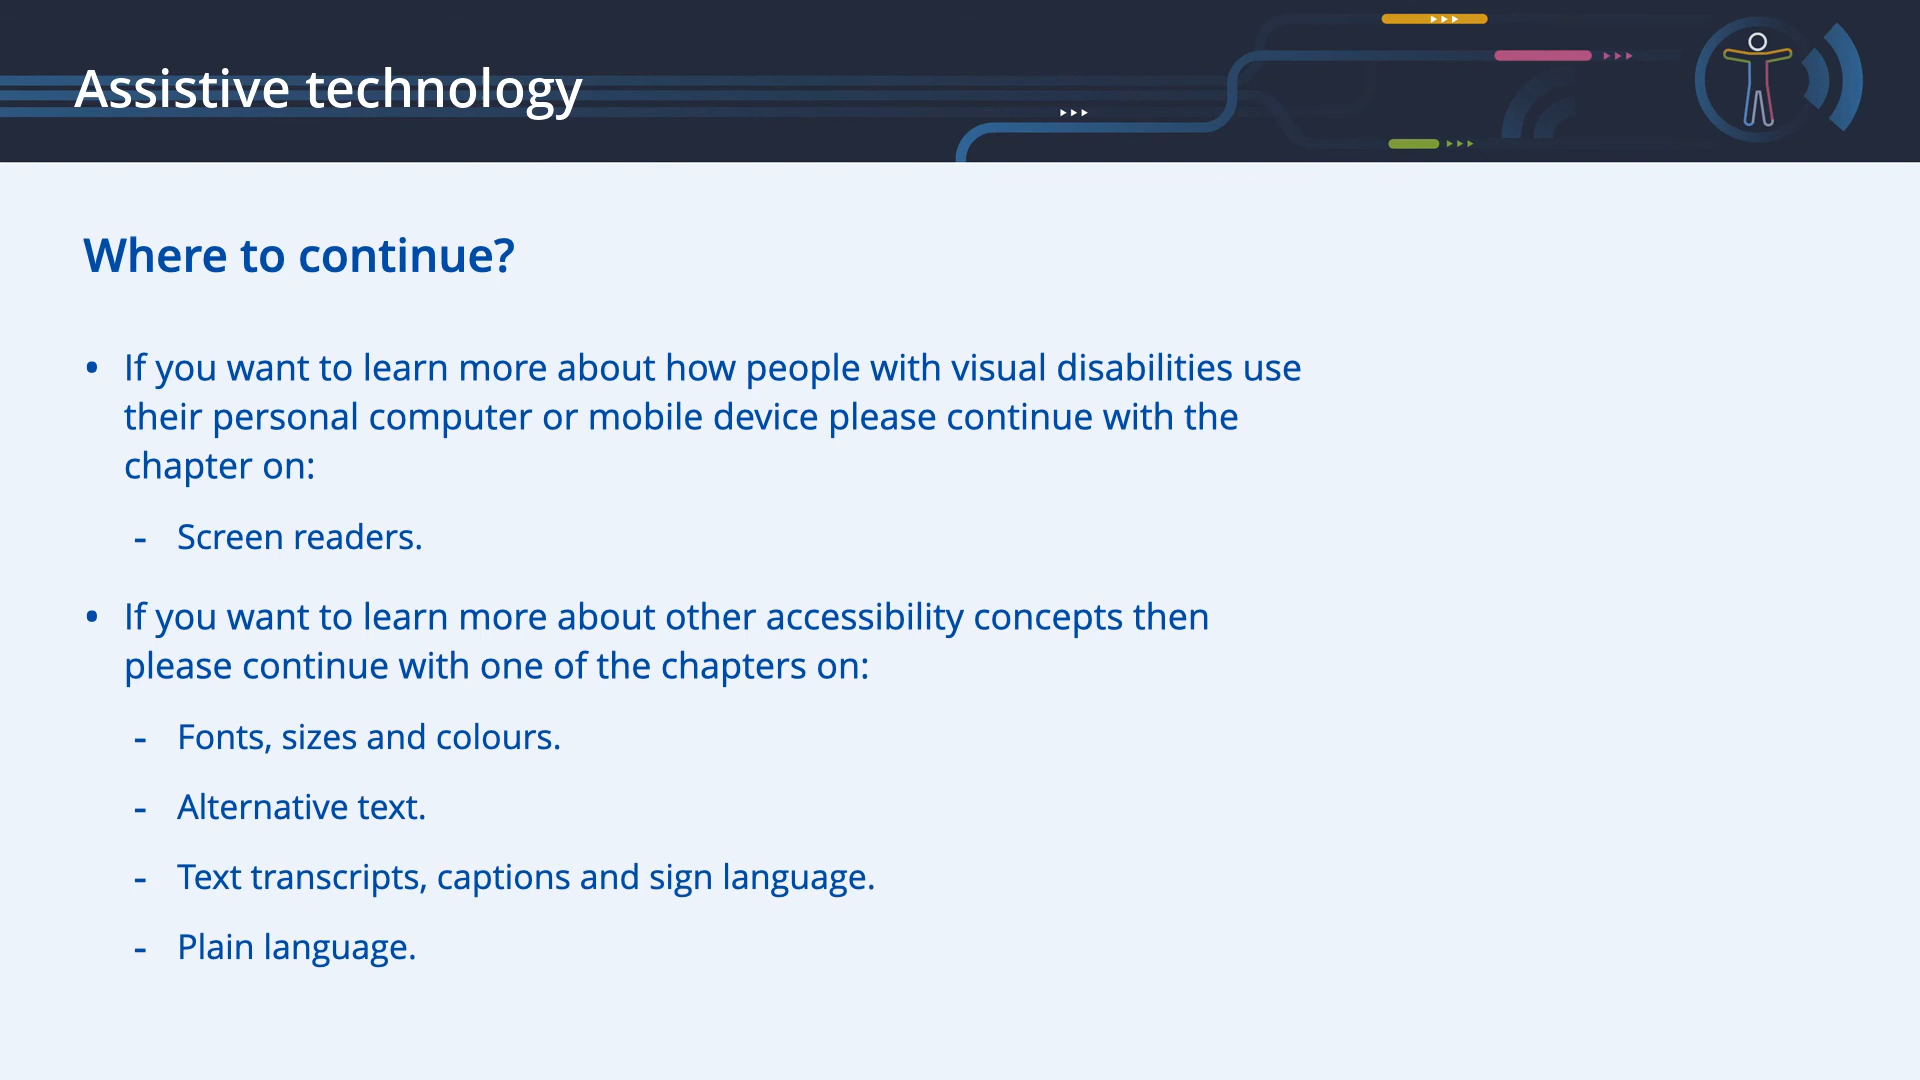 Assistive technology
Where to continue?
• If you want to learn more about how people with visual disabilities use
their personal computer or mobile device please continue with the
chapter on:
- Screen readers.
• If you want to learn more about other accessibility concepts then
please continue with one of the chapters on:
- Fonts, sizes and colours.
- Alternative text.
- Text transcripts, captions and sign language.
- Plain language.